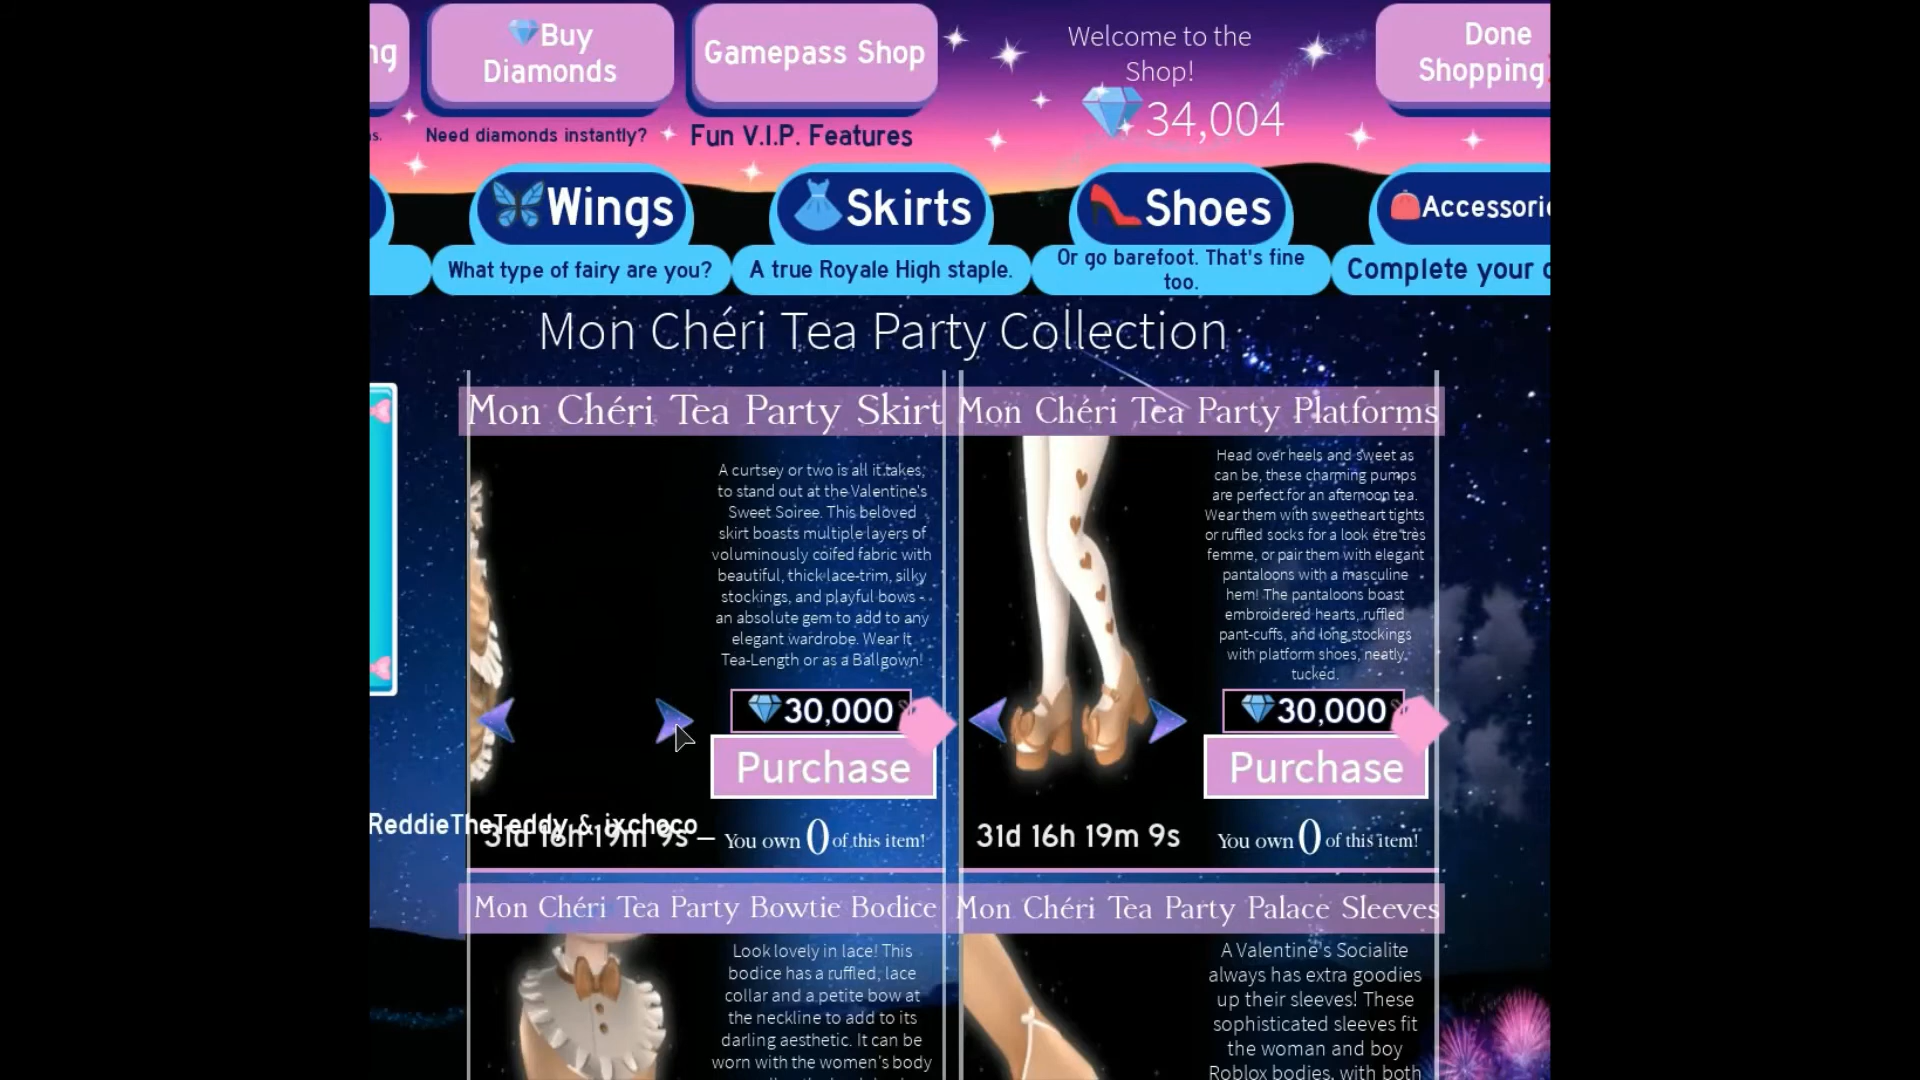 ng
💎Buy
Diamonds
Gamepass Shop
Welcome to the
Shop!
34,004
Done
Shopping
s.
Need diamonds instantly?
Fun V.I.P. Features
Wings
Skirts
Shoes
Accessorie
What type of fairy are you?
A true Royale High staple.
Or go barefoot. That's fine
too.
Complete your o
Mon Chéri Tea Party Collection
Mon Chéri Tea Party Skirt
A curtsey or two is all it takes,
to stand out at the Valentine's
Sweet Soiree. This beloved
skirt boasts multiple layers of
voluminously coifed fabric with
beautiful, thick lace-trim, silky
stockings, and playful bows -
an absolute gem to add to any
elegant wardrobe. Wear It
Tea-Length or as a Ballgown!
30,000
Purchase
ReddieTheTeddy & ixchoco
31d 16h 19m 9s –
You own 0 of this item!
Mon Chéri Tea Party Platforms
Head over heels and sweet as
can be, these charming pumps
are perfect for an afternoon tea.
Wear them with sweetheart tights
or ruffled socks for a look être très
femme, or pair them with elegant
pantaloons with a masculine
hem! The pantaloons boast
embroidered hearts, ruffled
pant-cuffs, and long stockings
with platform shoes, neatly
tucked.
30,000
Purchase
31d 16h 19m 9s
You own 0 of this item!
Mon Chéri Tea Party Bowtie Bodice
Look lovely in lace! This
bodice has a ruffled, lace
collar and a petite bow at
the neckline to add to its
darling aesthetic. It can be
worn with the women's body
Mon Chéri Tea Party Palace Sleeves
A Valentine's Socialite
always has extra goodies
up their sleeves! These
sophisticated sleeves fit
the woman and boy
Roblox bodies, with both